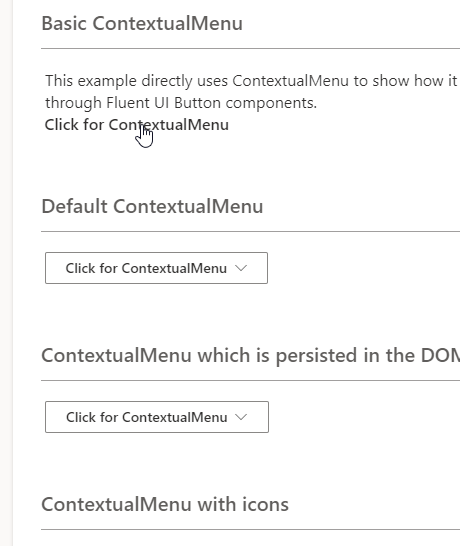 Basic ContextualMenu
This example directly uses ContextualMenu to show how it
through Fluent UI Button components.
Click for ContextualMenu
Default ContextualMenu
Click for ContextualMenu
ContextualMenu which is persisted in the DOM
Click for ContextualMenu
ContextualMenu with icons